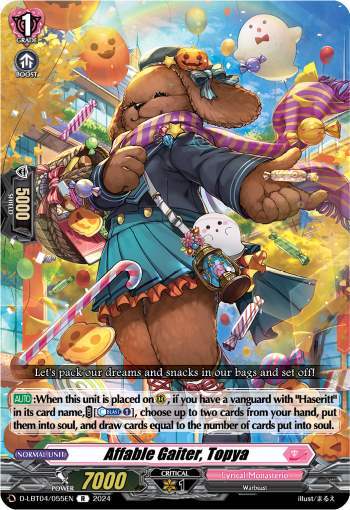 1
GRADE
BOOST
5000
SHIELD
Let's pack our dreams and snacks in our bags and set off!
AUTO:When this unit is placed on RC, if you have a vanguard with "Haseritt"
in its card name, COST[COUNTER BLAST 1], choose up to two cards from your hand, put
them into soul, and draw cards equal to the number of cards put into soul.
NORMAL UNIT
Affable Gaiter, Topya
POWER
7000
CRITICAL
1
Lyrical Monasterio
Warbeast
D-LBT04/055EN R 2024
illust/まるえ